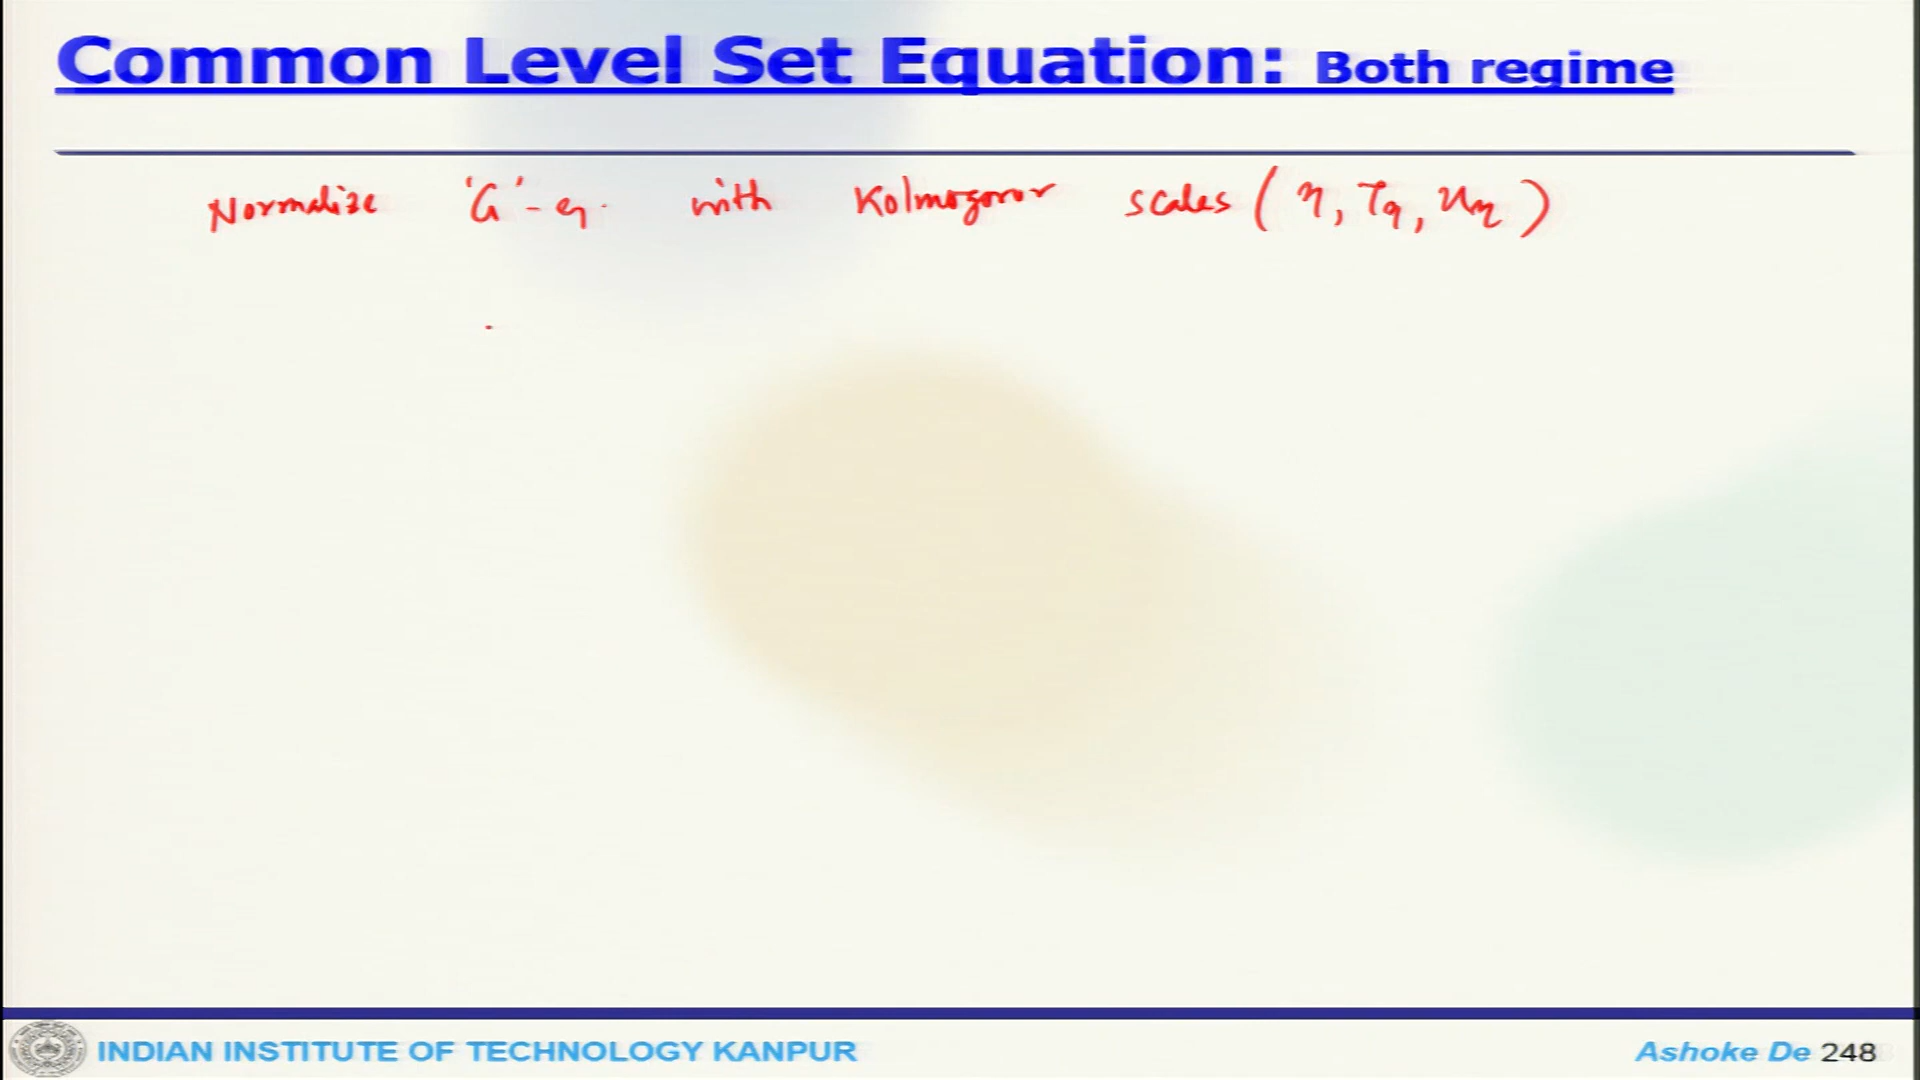 Common Level Set Equation: Both regime
Normalize 'G'-eq. with Kolmogorov scales (η, τη, uη)
INDIAN INSTITUTE OF TECHNOLOGY KANPUR
Ashoke De 248